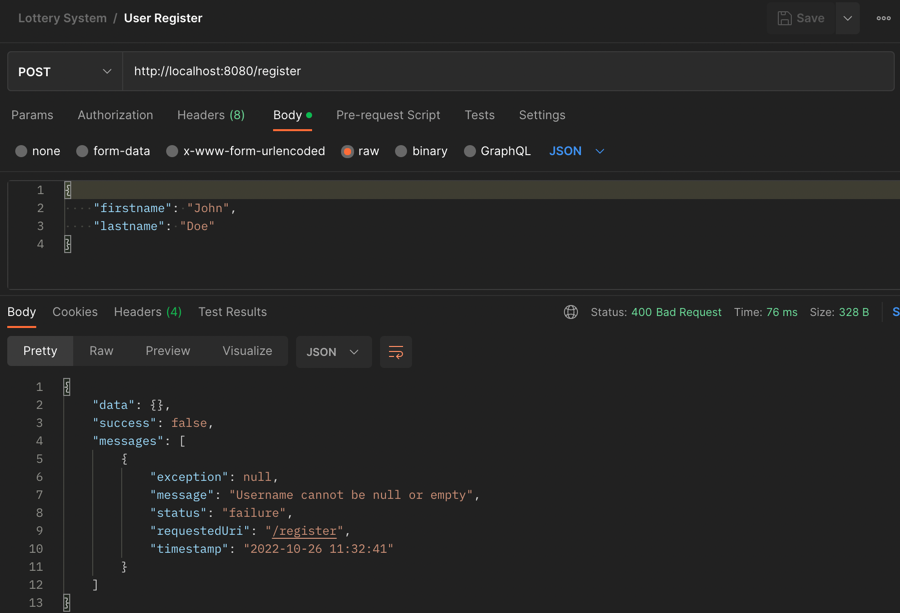 Lottery System / User Register
Save
POST http://localhost:8080/register
Params Authorization Headers (8) Body Pre-request Script Tests Settings
none form-data x-www-form-urlencoded raw binary GraphQL JSON
1 {
2 "firstname": "John",
3 "lastname": "Doe"
4 }
Body Cookies Headers (4) Test Results Status: 400 Bad Request Time: 76 ms Size: 328 B S
Pretty Raw Preview Visualize JSON
1 {
2 "data": {},
3 "success": false,
4 "messages": [
5 {
6 "exception": null,
7 "message": "Username cannot be null or empty",
8 "status": "failure",
9 "requestedUri": "/register",
10 "timestamp": "2022-10-26 11:32:41"
11 }
12 ]
13 }